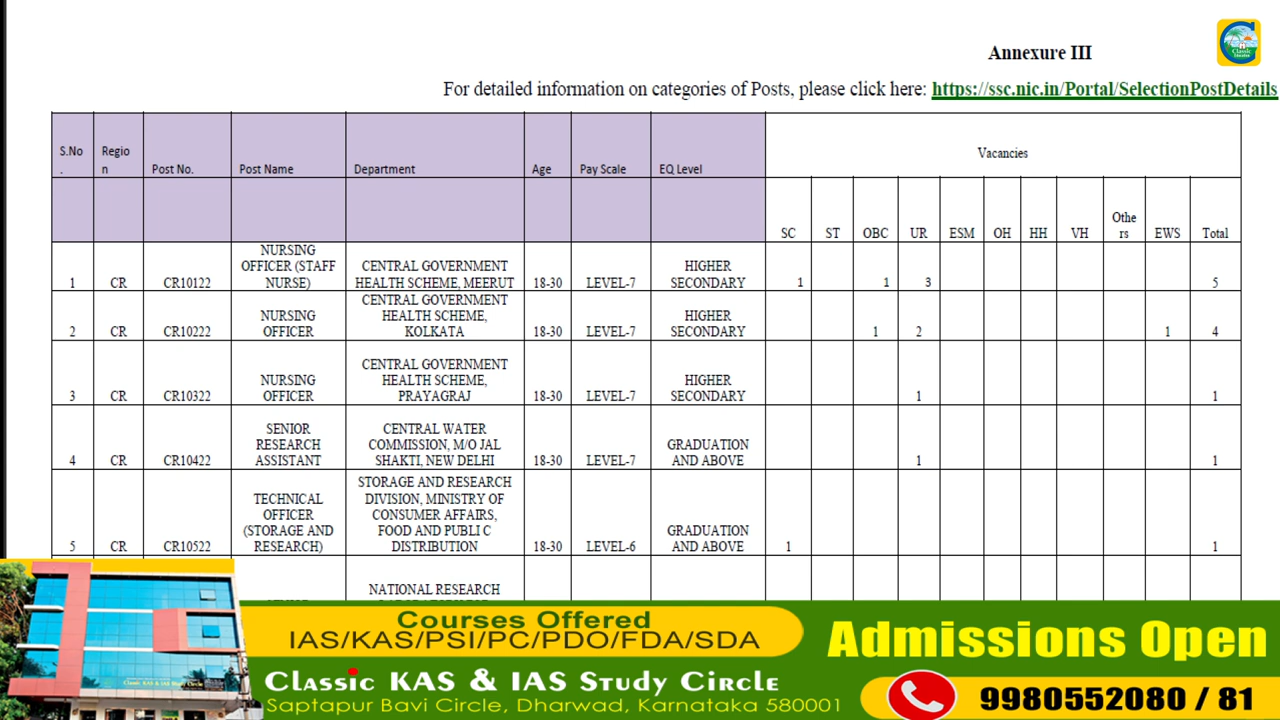 Annexure III
For detailed information on categories of Posts, please click here: https://ssc.nic.in/Portal/SelectionPostDetails
S.No. Region Post No. Post Name Department Age Pay Scale EQ Level Vacancies
SC ST OBC UR ESM OH HH VH Others EWS Total
1 CR CR10122 NURSING OFFICER (STAFF NURSE) CENTRAL GOVERNMENT HEALTH SCHEME, MEERUT 18-30 LEVEL-7 HIGHER SECONDARY 1 1 3 5
2 CR CR10222 NURSING OFFICER CENTRAL GOVERNMENT HEALTH SCHEME, KOLKATA 18-30 LEVEL-7 HIGHER SECONDARY 1 2 1 4
3 CR CR10322 NURSING OFFICER CENTRAL GOVERNMENT HEALTH SCHEME, PRAYAGRAJ 18-30 LEVEL-7 HIGHER SECONDARY 1 1
4 CR CR10422 SENIOR RESEARCH ASSISTANT CENTRAL WATER COMMISSION, M/O JAL SHAKTI, NEW DELHI 18-30 LEVEL-7 GRADUATION AND ABOVE 1 1
5 CR CR10522 TECHNICAL OFFICER (STORAGE AND RESEARCH) STORAGE AND RESEARCH DIVISION, MINISTRY OF CONSUMER AFFAIRS, FOOD AND PUBLI C DISTRIBUTION 18-30 LEVEL-6 GRADUATION AND ABOVE 1 1
NATIONAL RESEARCH
Courses Offered
IAS/KAS/PSI/PC/PDO/FDA/SDA
Classic KAS & IAS Study Circle
Saptapur Bavi Circle, Dharwad, Karnataka 580001
Admissions Open
9980552080 / 81